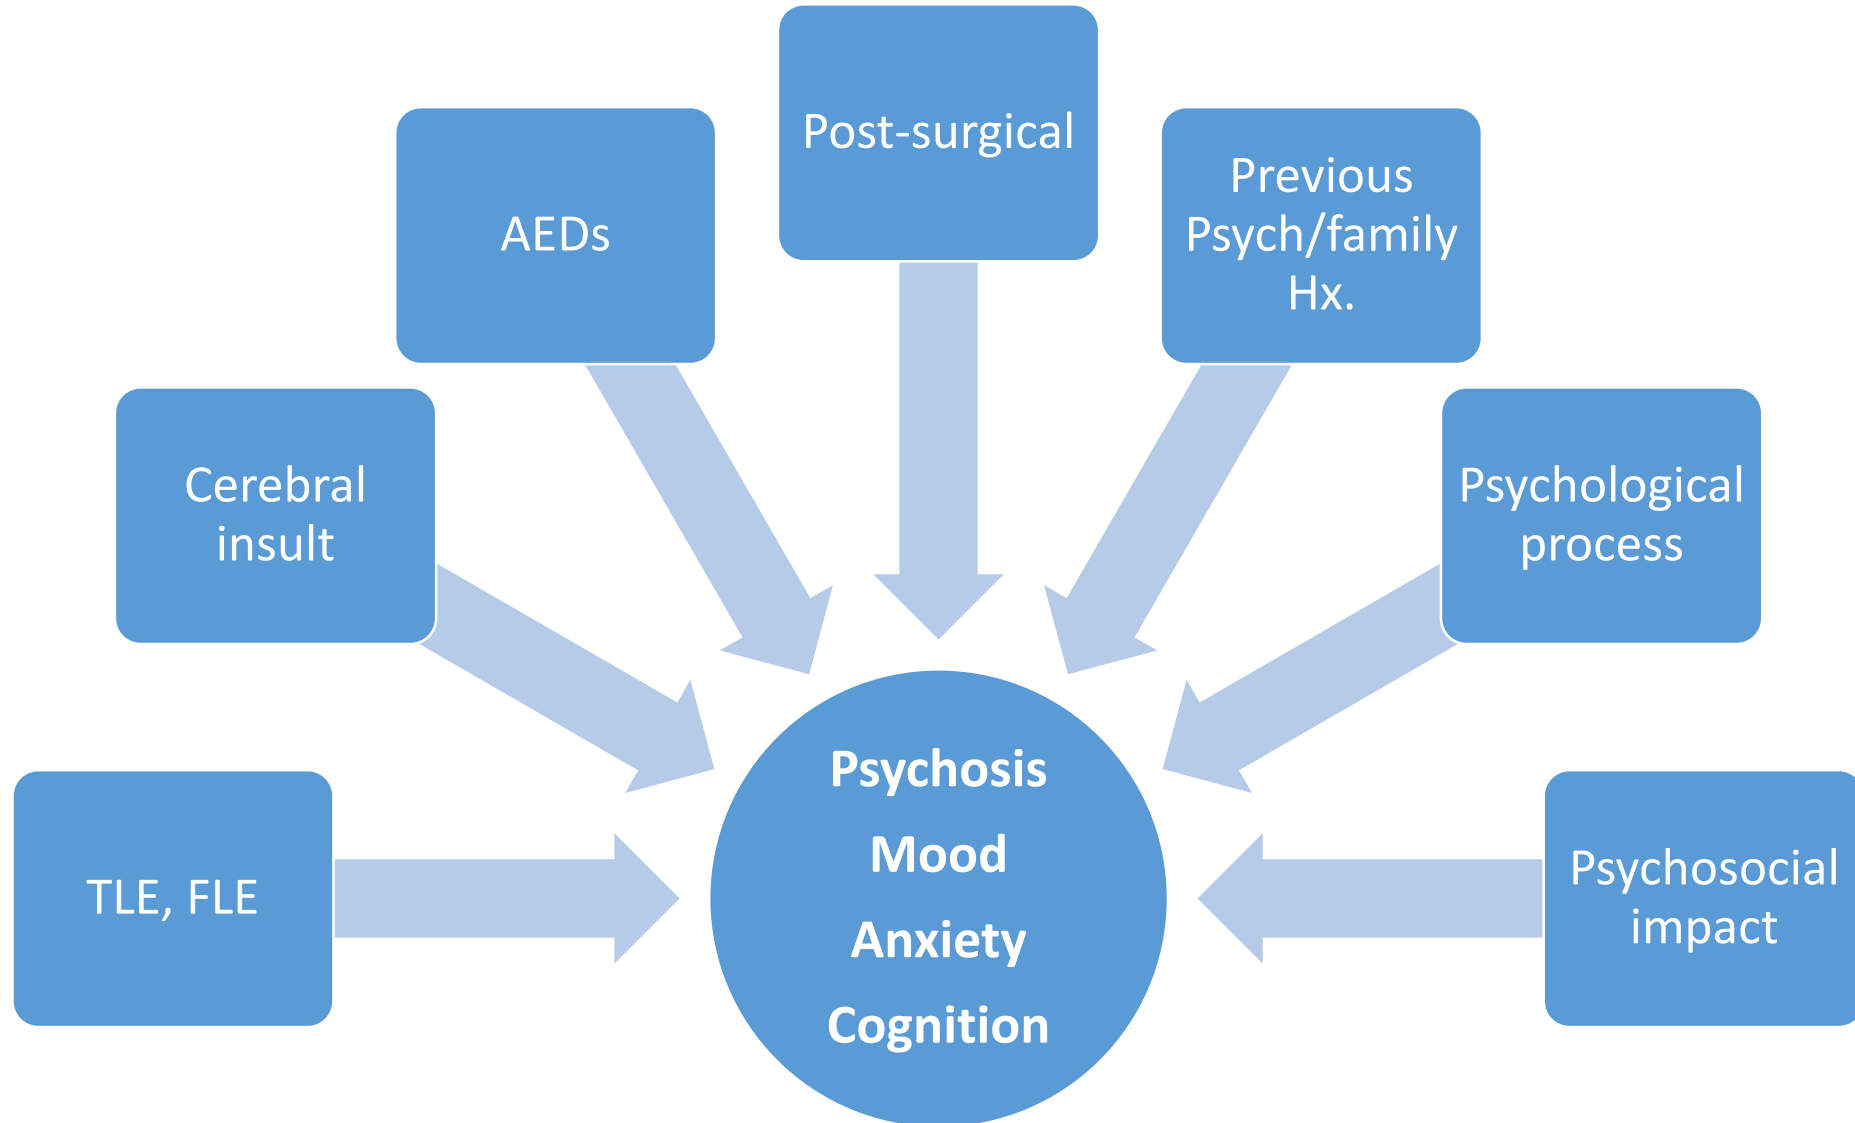 Post-surgical
AEDs
Previous
Psych/family
Hx.
Cerebral
insult
Psychological
process
TLE, FLE
Psychosis
Mood
Anxiety
Cognition
Psychosocial
impact